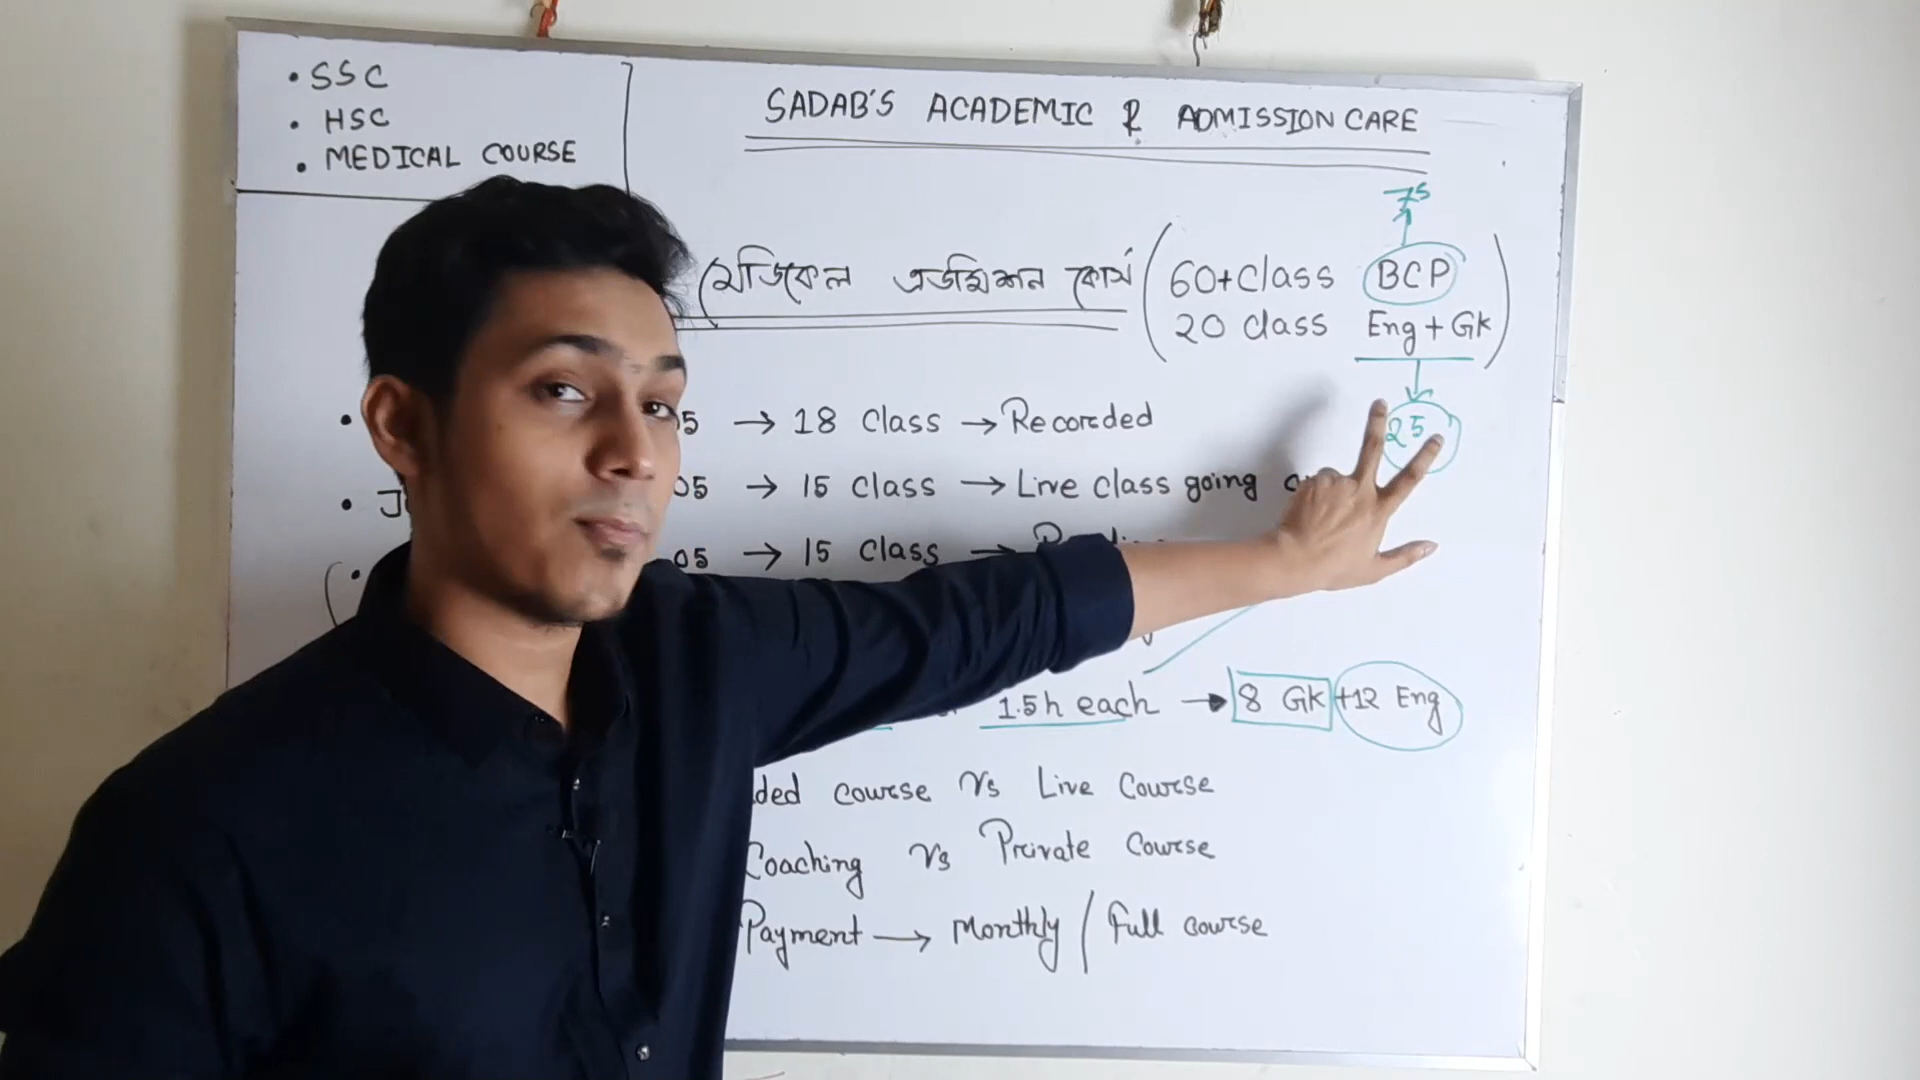 • SSC
• HSC
• MEDICAL COURSE
SADAB'S ACADEMIC & ADMISSION CARE
75
মেডিকেল এডমিশন কোর্স (60+ class BCP
20 class Eng + Gk)
25
• 05 → 18 class → Recorded
• 05 → 15 class → Live class going
05 → 15 class →
1.5h each → 8 Gk +12 Eng
course Vs Live Course
Coaching Vs Private Course
Payment → Monthly / Full course